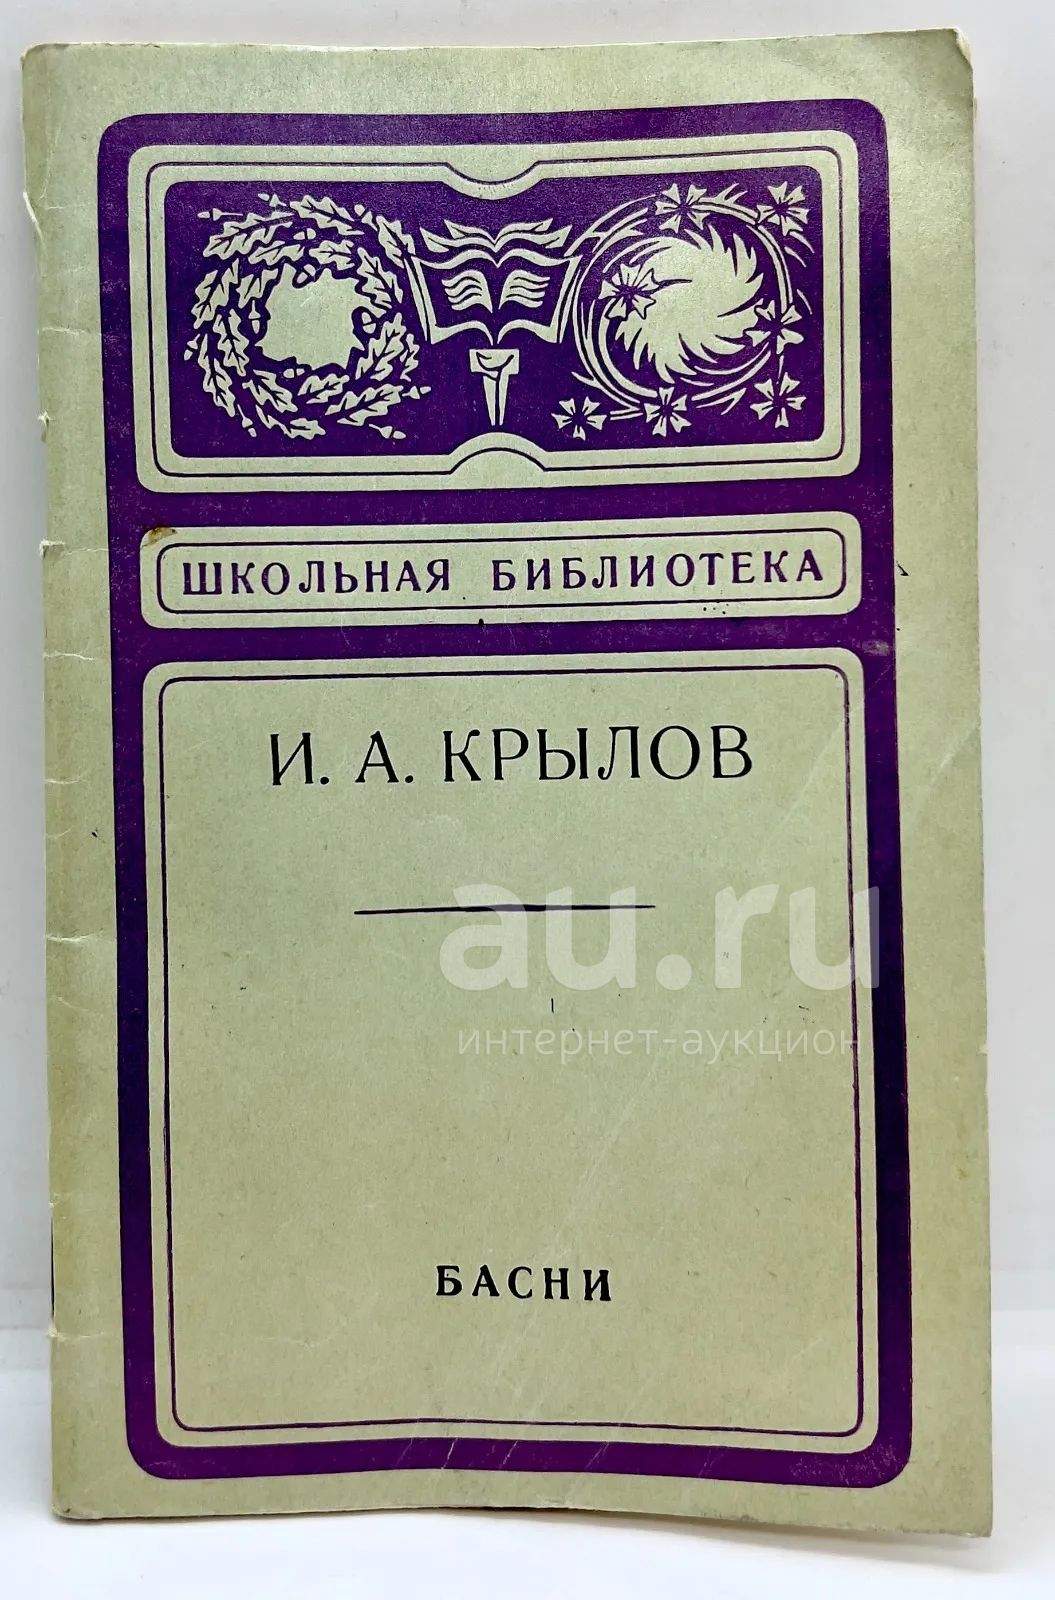 ШКОЛЬНАЯ БИБЛИОТЕКА
И. А. КРЫЛОВ
au.ru
интернет-аукцион
БАСНИ